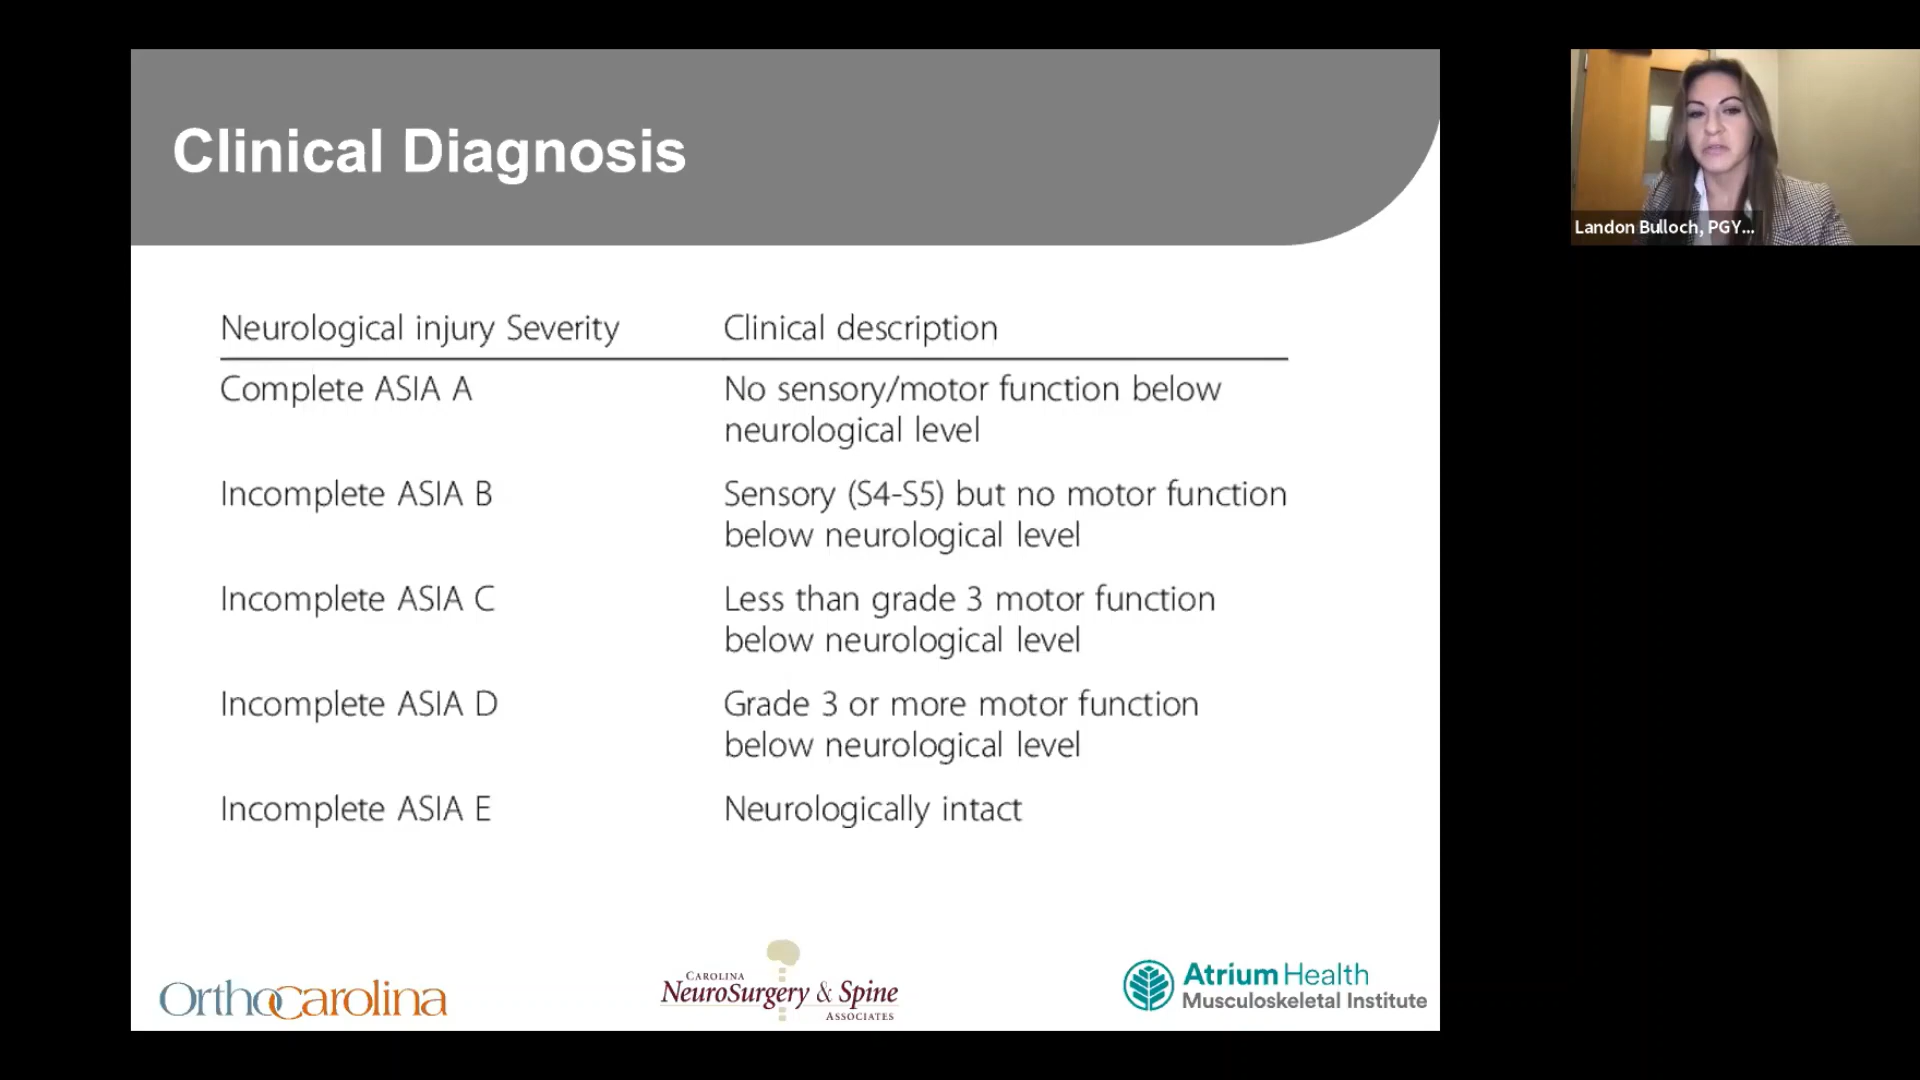 Clinical Diagnosis
Landon Bulloch, PGY...
Neurological injury Severity Clinical description
Complete ASIA A No sensory/motor function below
neurological level
Incomplete ASIA B Sensory (S4-S5) but no motor function
below neurological level
Incomplete ASIA C Less than grade 3 motor function
below neurological level
Incomplete ASIA D Grade 3 or more motor function
below neurological level
Incomplete ASIA E Neurologically intact
OrthoCarolina
CAROLINA
NEUROSURGERY & SPINE
ASSOCIATES
Atrium Health
Musculoskeletal Institute